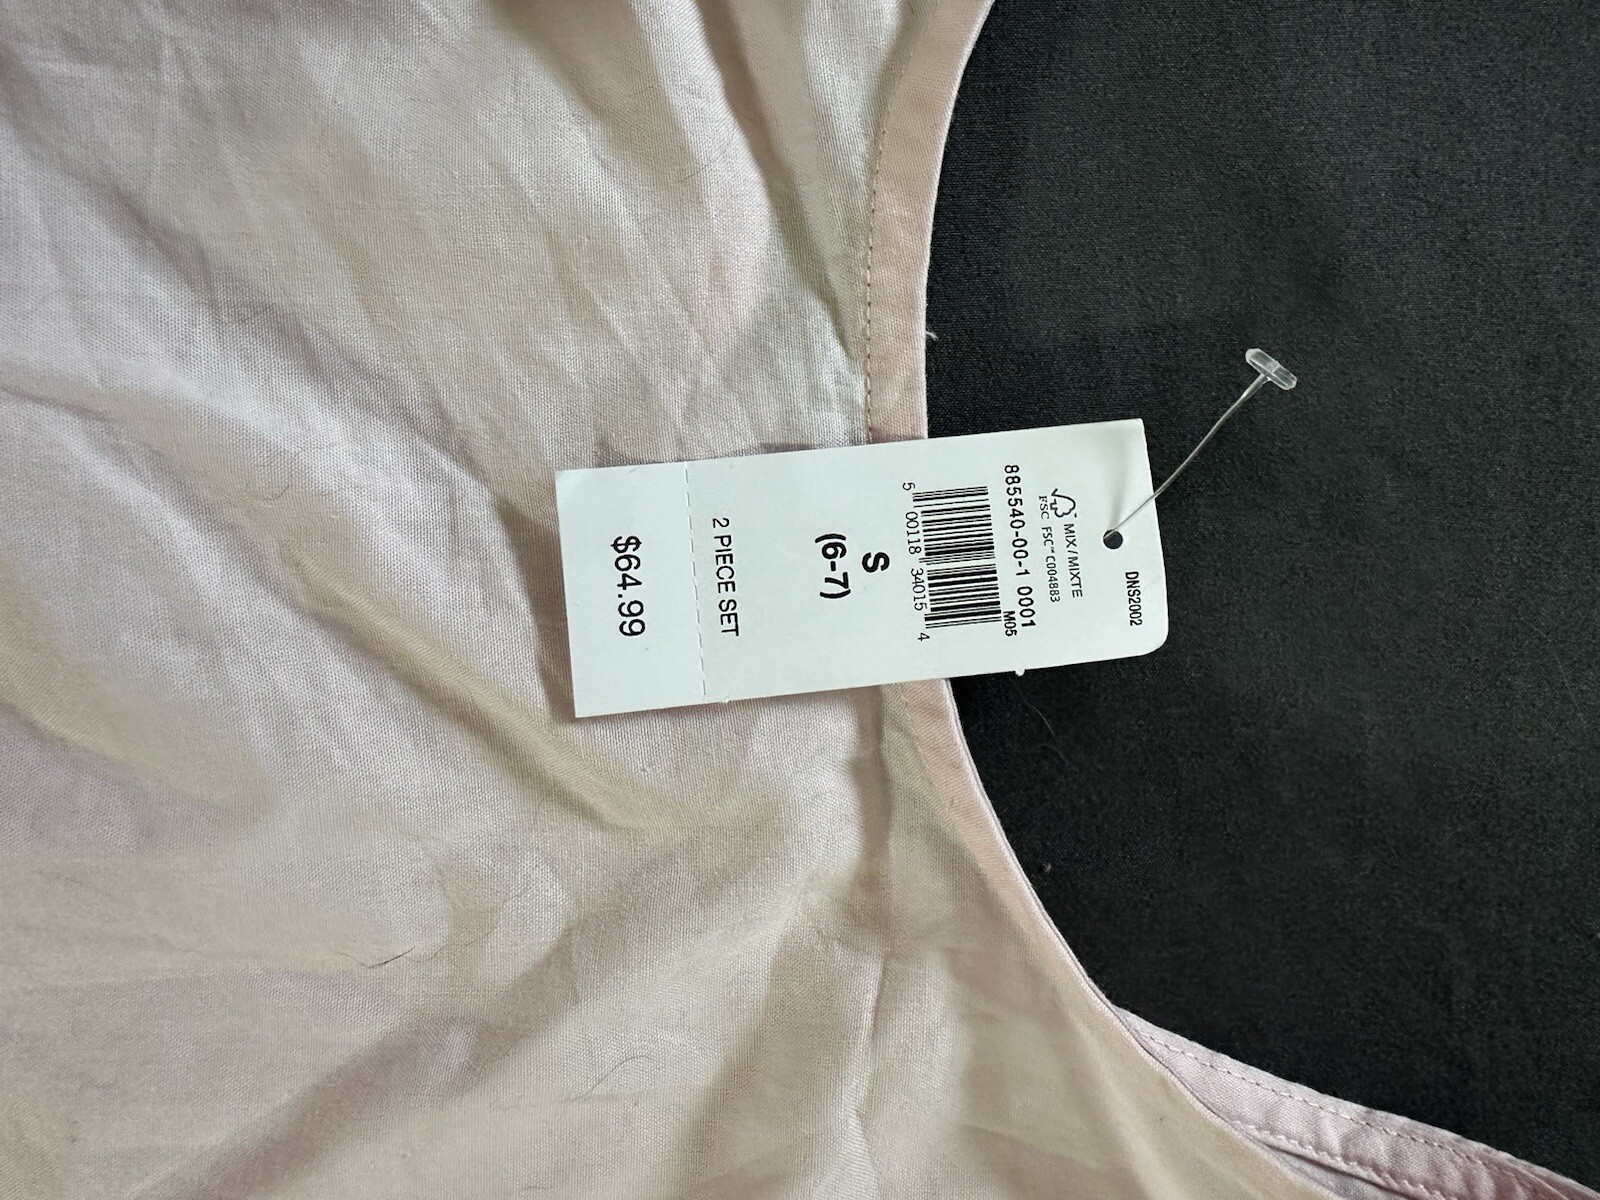 DNS2002
MIX/MIXTE
FSC FSC™ C004883
885540-00-1 0001
M05
5 00118 34015 4
S
(6-7)
2 PIECE SET
$64.99